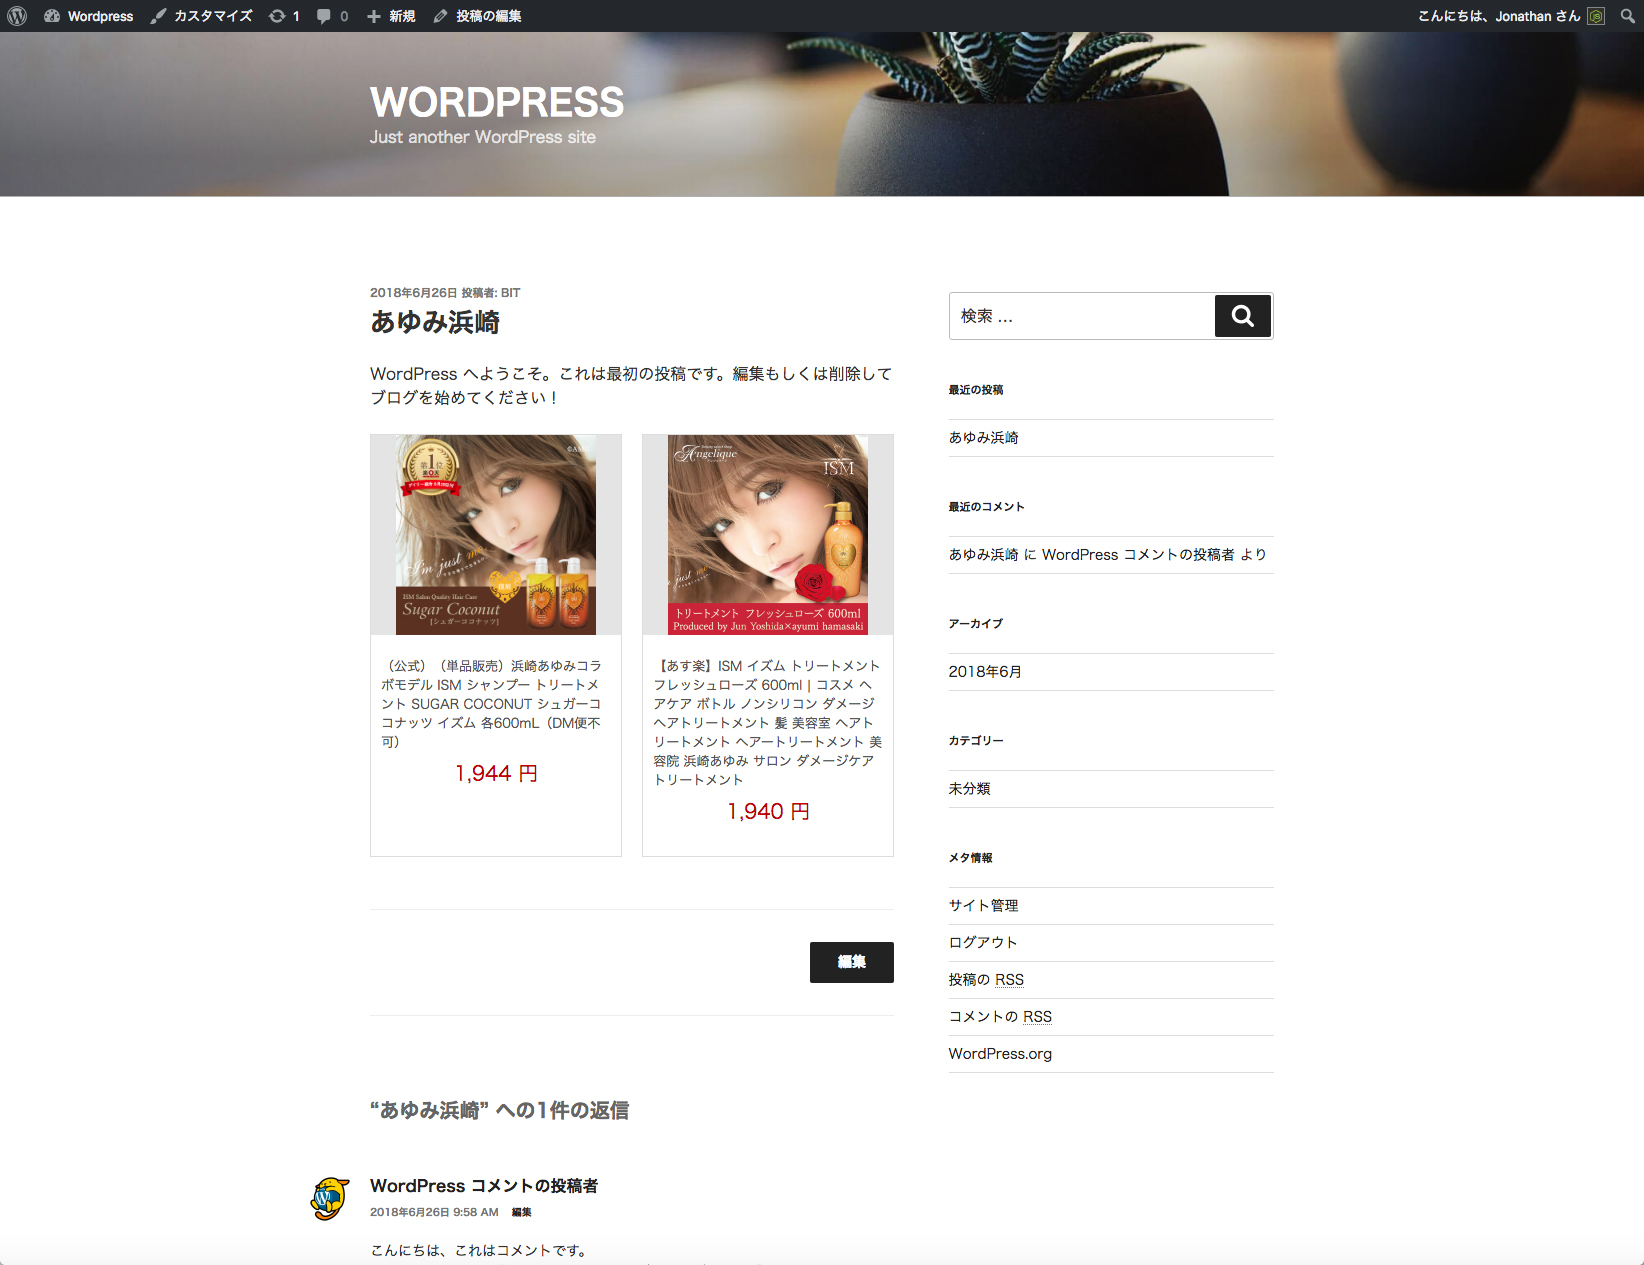 Wordpress カスタマイズ 1 0 新規 投稿の編集 こんにちは、Jonathan さん
WORDPRESS
Just another WordPress site
2018年6月26日 投稿者: BIT
あゆみ浜崎
WordPress へようこそ。これは最初の投稿です。編集もしくは削除して
ブログを始めてください！
第1位
I'm just me.
ISM Salon Quality Hair Care
Sugar Coconut
[シュガーココナッツ]
（公式）（単品販売）浜崎あゆみコラ
ボモデル ISM シャンプー トリートメ
ント SUGAR COCONUT シュガーコ
コナッツ イズム 各600mL（DM便不
可）
1,944 円
Angelique
ISM
just me
トリートメント フレッシュローズ 600ml
Produced by Jun Yoshida×ayumi hamasaki
【あす楽】ISM イズム トリートメント
フレッシュローズ 600ml | コスメ ヘ
アケア ボトル ノンシリコン ダメージ
ヘアトリートメント 髪 美容室 ヘアト
リートメント ヘアートリートメント 美
容院 浜崎あゆみ サロン ダメージケア
トリートメント
1,940 円
編集
“あゆみ浜崎” への1件の返信
WordPress コメントの投稿者
2018年6月26日 9:58 AM 編集
こんにちは、これはコメントです。
検索 …
最近の投稿
あゆみ浜崎
最近のコメント
あゆみ浜崎 に WordPress コメントの投稿者 より
アーカイブ
2018年6月
カテゴリー
未分類
メタ情報
サイト管理
ログアウト
投稿の RSS
コメントの RSS
WordPress.org